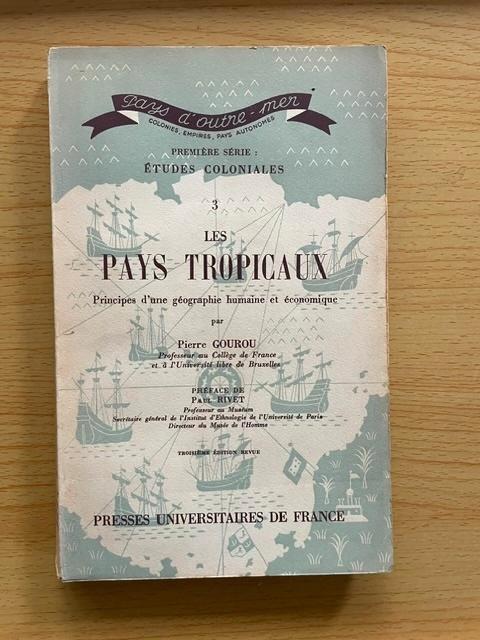 Pays d'outre-mer
COLONIES, EMPIRES, PAYS AUTONOMES
PREMIÈRE SÉRIE :
ÉTUDES COLONIALES
3
LES
PAYS TROPICAUX
Principes d'une géographie humaine et économique
par
Pierre GOUROU
Professeur au Collège de France
et à l'Université libre de Bruxelles
PRÉFACE DE
PAUL RIVET
Professeur au Muséum
Secrétaire général de l'Institut d'Ethnologie de l'Université de Paris
Directeur du Musée de l'Homme
TROISIÈME ÉDITION REVUE
PRESSES UNIVERSITAIRES DE FRANCE